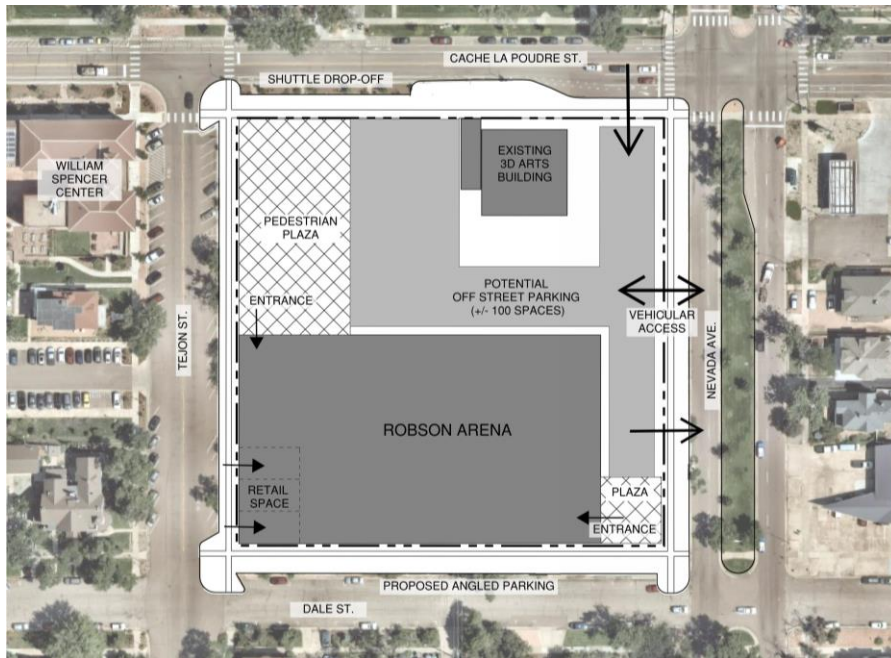 CACHE LA POUDRE ST.
SHUTTLE DROP-OFF
WILLIAM
SPENCER
CENTER
EXISTING
3D ARTS
BUILDING
PEDESTRIAN
PLAZA
POTENTIAL
OFF STREET PARKING
(+/- 100 SPACES)
ENTRANCE
VEHICULAR
ACCESS
TEJON ST.
NEVADA AVE.
ROBSON ARENA
RETAIL
SPACE
PLAZA
ENTRANCE
PROPOSED ANGLED PARKING
DALE ST.